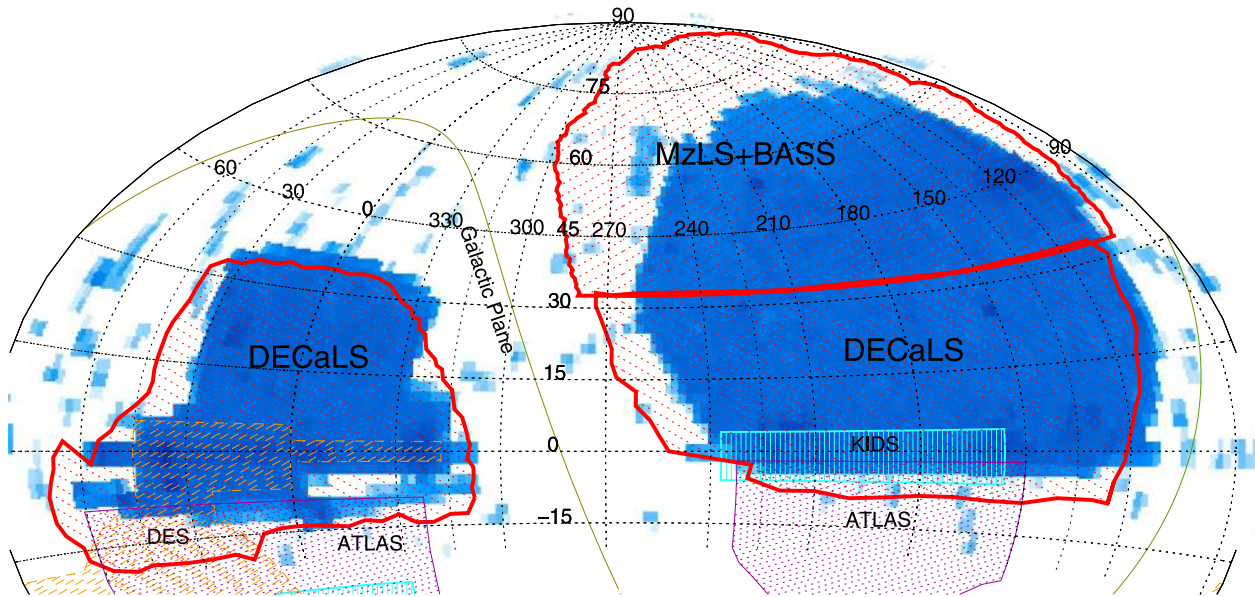 90
75
MzLS+BASS
90
60
60
120
30
150
0
180
330
300
45
270
240
210
Galactic Plane
30
DECaLS
DECaLS
15
0
KIDS
−15
ATLAS
DES
ATLAS